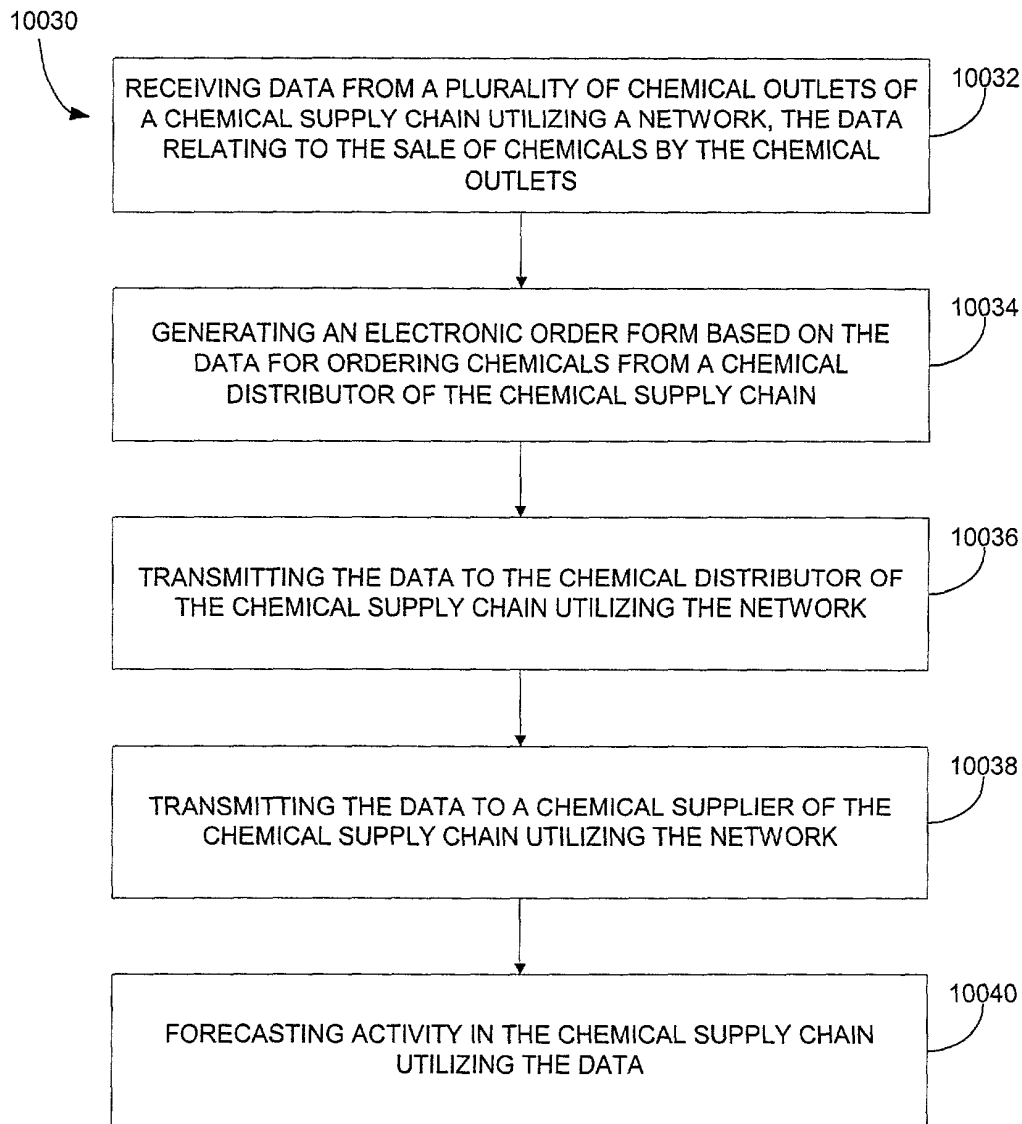 10030
RECEIVING DATA FROM A PLURALITY OF CHEMICAL OUTLETS OF
A CHEMICAL SUPPLY CHAIN UTILIZING A NETWORK, THE DATA
RELATING TO THE SALE OF CHEMICALS BY THE CHEMICAL
OUTLETS
10032
GENERATING AN ELECTRONIC ORDER FORM BASED ON THE
DATA FOR ORDERING CHEMICALS FROM A CHEMICAL
DISTRIBUTOR OF THE CHEMICAL SUPPLY CHAIN
10034
TRANSMITTING THE DATA TO THE CHEMICAL DISTRIBUTOR OF
THE CHEMICAL SUPPLY CHAIN UTILIZING THE NETWORK
10036
TRANSMITTING THE DATA TO A CHEMICAL SUPPLIER OF THE
CHEMICAL SUPPLY CHAIN UTILIZING THE NETWORK
10038
FORECASTING ACTIVITY IN THE CHEMICAL SUPPLY CHAIN
UTILIZING THE DATA
10040